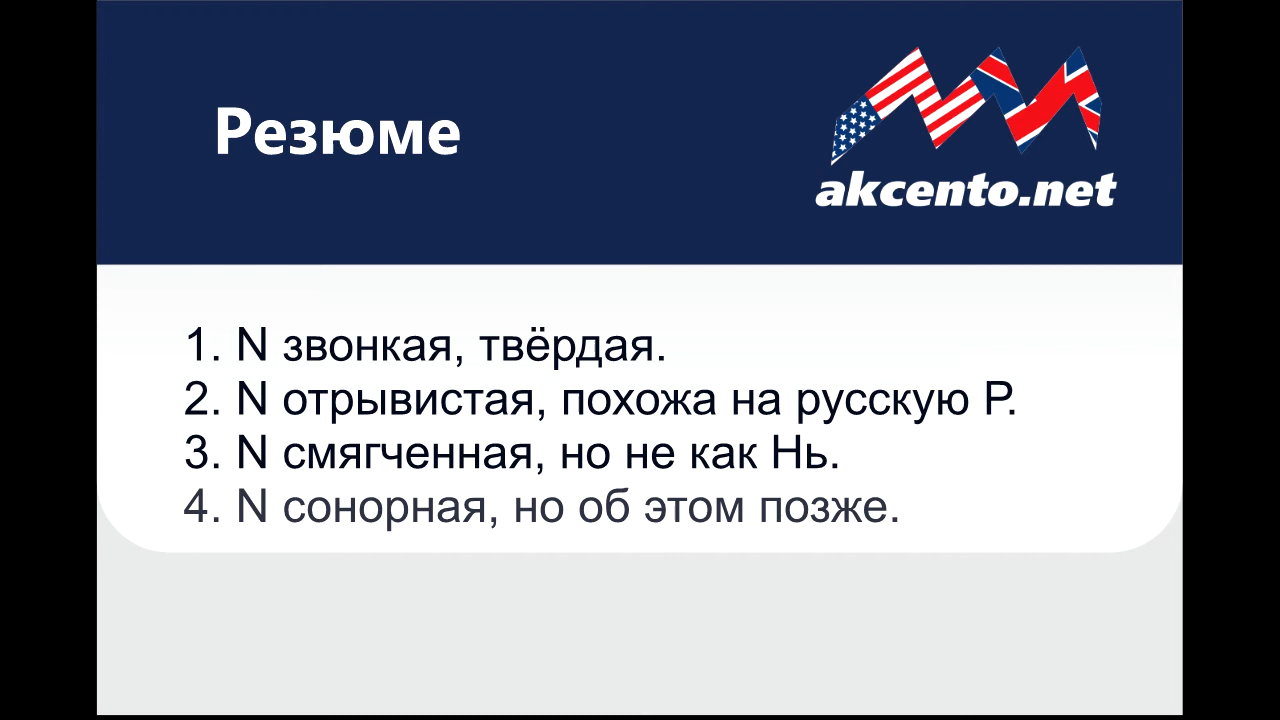 Резюме
akcento.net
1. N звонкая, твёрдая.
2. N отрывистая, похожа на русскую Р.
3. N смягченная, но не как Нь.
4. N сонорная, но об этом позже.